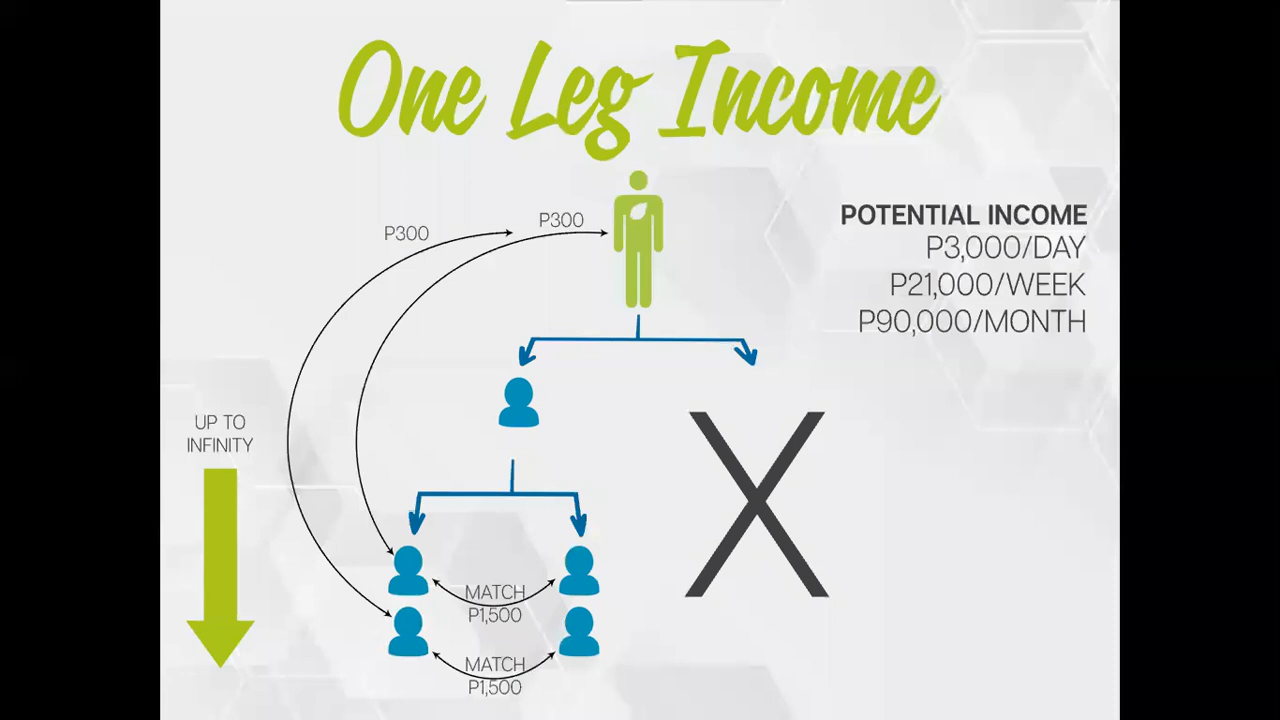 One Leg Income
P300
P300
POTENTIAL INCOME
P3,000/DAY
P21,000/WEEK
P90,000/MONTH
UP TO
INFINITY
X
MATCH
P1,500
MATCH
P1,500